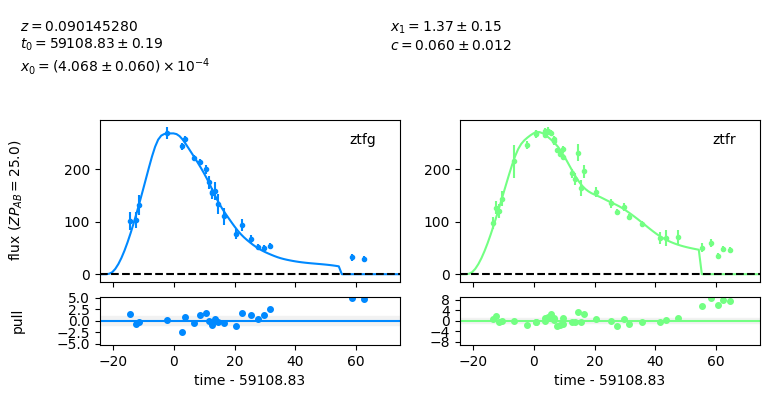 z = 0.090145280
t₀ = 59108.83 ± 0.19
x₀ = (4.068 ± 0.060) × 10⁻⁴
x₁ = 1.37 ± 0.15
c = 0.060 ± 0.012
flux (ZP_AB = 25.0)
ztfg
200
100
0
ztfr
200
100
0
pull
5.0
2.5
0.0
−2.5
−5.0
8
4
0
−4
−8
−20 0 20 40 60
−20 0 20 40 60
time - 59108.83
time - 59108.83